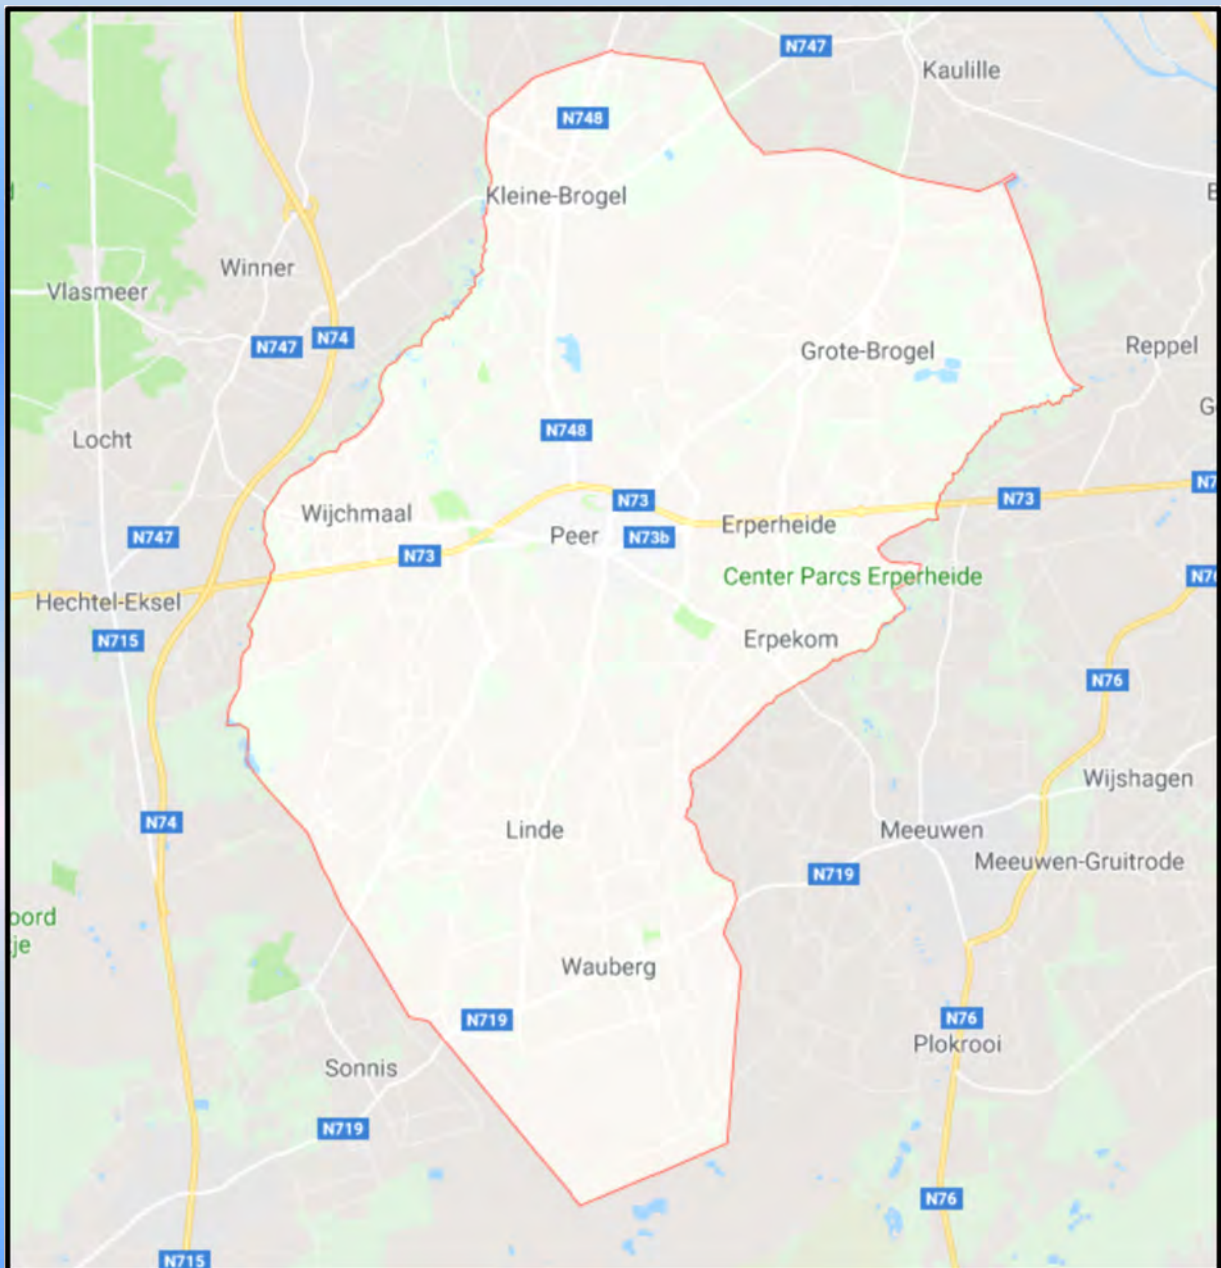 N747
Kaulille
N748
Kleine-Brogel
Winner
Vlasmeer
N747
N74
Grote-Brogel
Reppel
N748
Locht
N73
N73
Wijchmaal
Erperheide
N747
Peer
N73b
N73
Center Parcs Erperheide
Hechtel-Eksel
N715
Erpekom
N76
Wijshagen
N74
Linde
Meeuwen
Meeuwen-Gruitrode
N719
oord
je
Wauberg
N719
N76
Plokrooi
Sonnis
N719
N76
N715